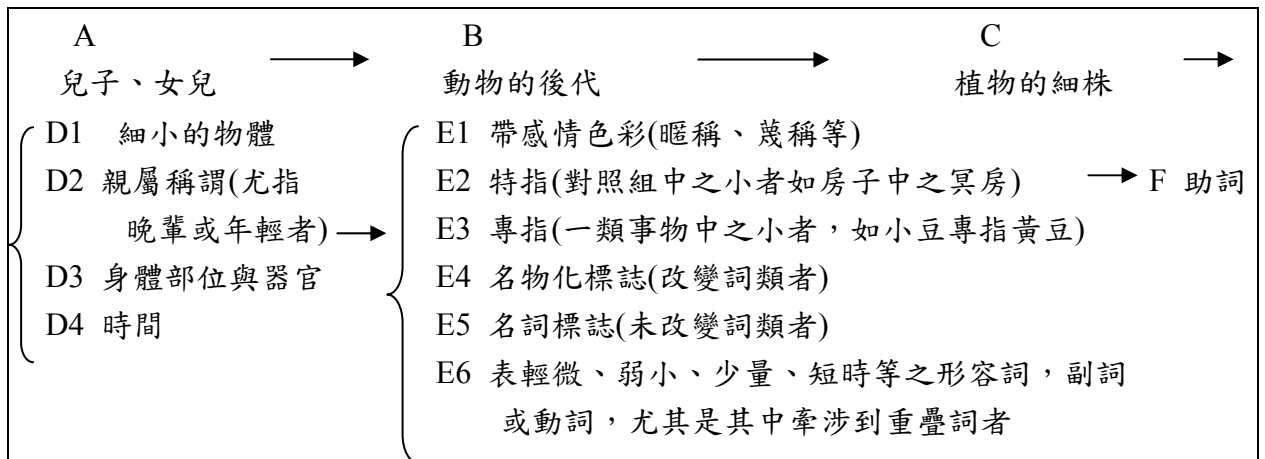 A B C
兒子、女兒 動物的後代 植物的細株
D1 細小的物體 E1 帶感情色彩(暱稱、蔑稱等)
D2 親屬稱謂(尤指 E2 特指(對照組中之小者如房子中之冥房) F 助詞
晚輩或年輕者) E3 專指(一類事物中之小者，如小豆專指黃豆)
D3 身體部位與器官 E4 名物化標誌(改變詞類者)
D4 時間 E5 名詞標誌(未改變詞類者)
E6 表輕微、弱小、少量、短時等之形容詞，副詞
或動詞，尤其是其中牽涉到重疊詞者